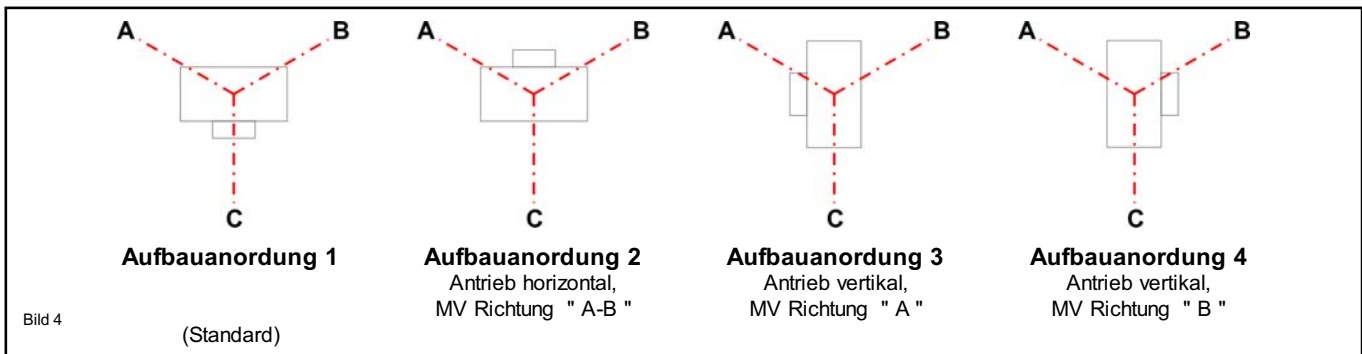 A B A B A B A B
C C C C
Aufbauanordung 1 Aufbauanordung 2 Aufbauanordung 3 Aufbauanordung 4
Antrieb horizontal, Antrieb vertikal, Antrieb vertikal,
MV Richtung " A-B " MV Richtung " A " MV Richtung " B "
Bild 4
(Standard)